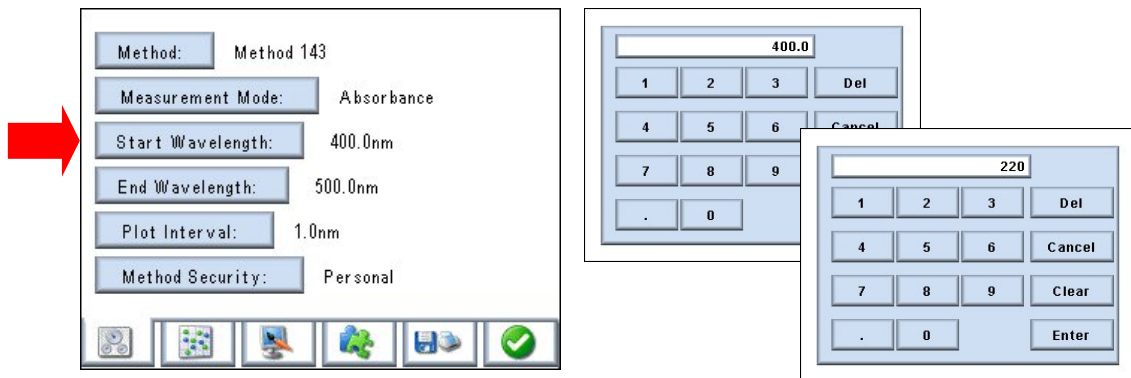 Method: Method 143
Measurement Mode: Absorbance
Start Wavelength: 400.0nm
End Wavelength: 500.0nm
Plot Interval: 1.0nm
Method Security: Personal
400.0
1 2 3 Del
4 5 6 Cancel
7 8 9
. 0
220
1 2 3 Del
4 5 6 Cancel
7 8 9 Clear
. 0 Enter